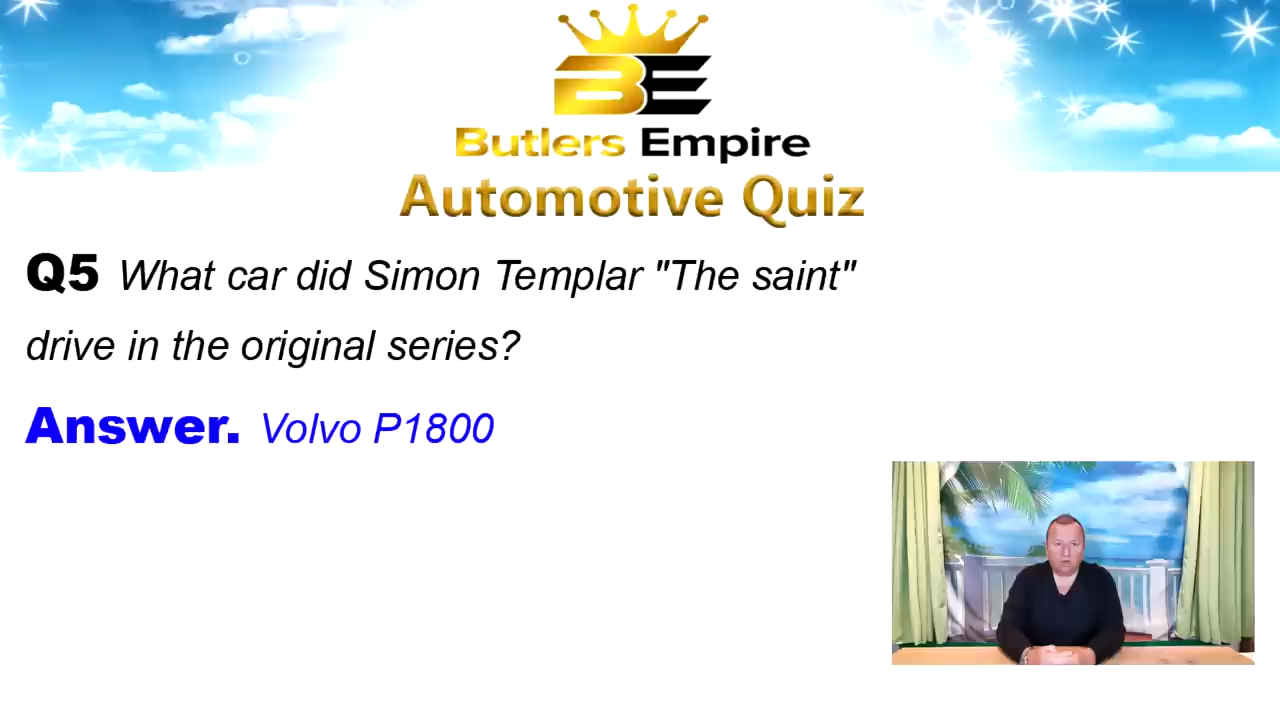 BE
Butlers Empire
Automotive Quiz
Q5 What car did Simon Templar "The saint"
drive in the original series?
Answer. Volvo P1800